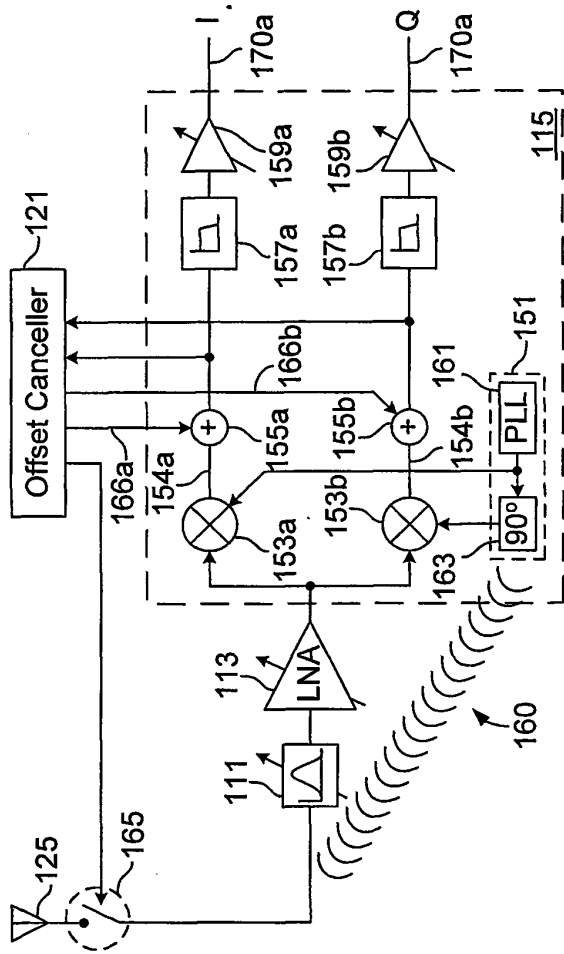 125
165
111
113
LNA
160
Offset Canceller
121
166a
166b
154a
155a
153a
157a
159a
I
170a
153b
155b
154b
157b
159b
Q
170a
163
90°
PLL
161
151
115